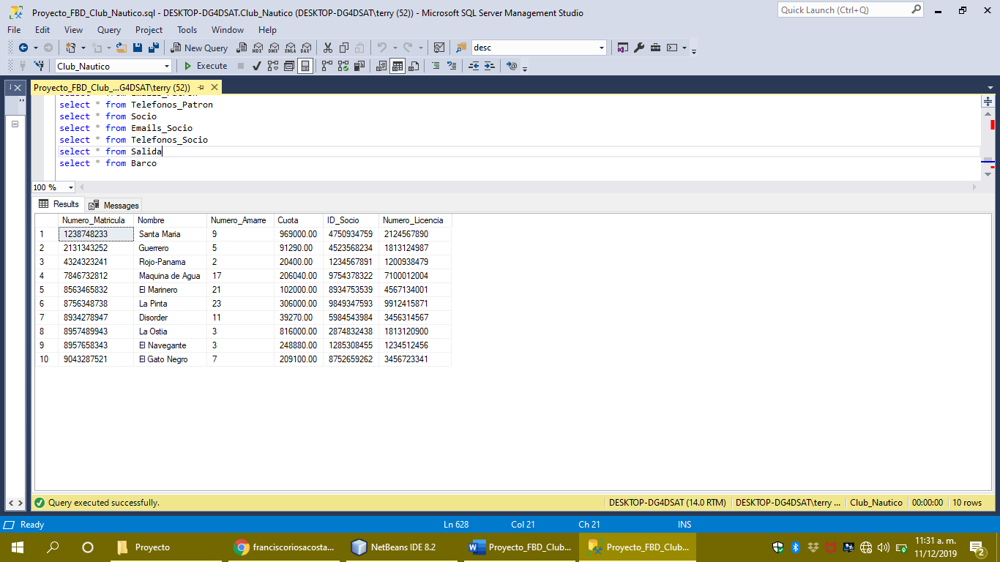 Proyecto_FBD_Club_Nautico.sql - DESKTOP-DG4DSAT.Club_Nautico (DESKTOP-DG4DSAT\terry (52)) - Microsoft SQL Server Management Studio
Quick Launch (Ctrl+Q)
File Edit View Query Project Tools Window Help
New Query MDX DMX XMLA DAX desc
Club_Nautico Execute
Proyecto_FBD_Club_...G4DSAT\terry (52))
select * from Emails_Patron
select * from Telefonos_Patron
select * from Socio
select * from Emails_Socio
select * from Telefonos_Socio
select * from Salida
select * from Barco
100 %
Results Messages
Numero_Matricula Nombre Numero_Amarre Cuota ID_Socio Numero_Licencia
1 1238748233 Santa Maria 9 969000.00 4750934759 2124567890
2 2131343252 Guerrero 5 91290.00 4523568234 1813124987
3 4324323241 Rojo-Panama 2 20400.00 1234567891 1200938479
4 7846732812 Maquina de Agua 17 206040.00 9754378322 7100012004
5 8563465832 El Marinero 21 102000.00 8934753539 4567134001
6 8756348738 La Pinta 23 306000.00 9849347593 9912415871
7 8934278947 Disorder 11 39270.00 5984543984 3456314567
8 8957489943 La Ostia 3 816000.00 2874832438 1813120900
9 8957658343 El Navegante 3 248880.00 1285308455 1234512456
10 9043287521 El Gato Negro 7 209100.00 8752659262 3456723341
Query executed successfully. DESKTOP-DG4DSAT (14.0 RTM) DESKTOP-DG4DSAT\terry ... Club_Nautico 00:00:00 10 rows
Ready Ln 628 Col 21 Ch 21 INS
Proyecto franciscoriosacosta... NetBeans IDE 8.2 Proyecto_FBD_Club... Proyecto_FBD_Club...
11:31 a. m.
11/12/2019
2